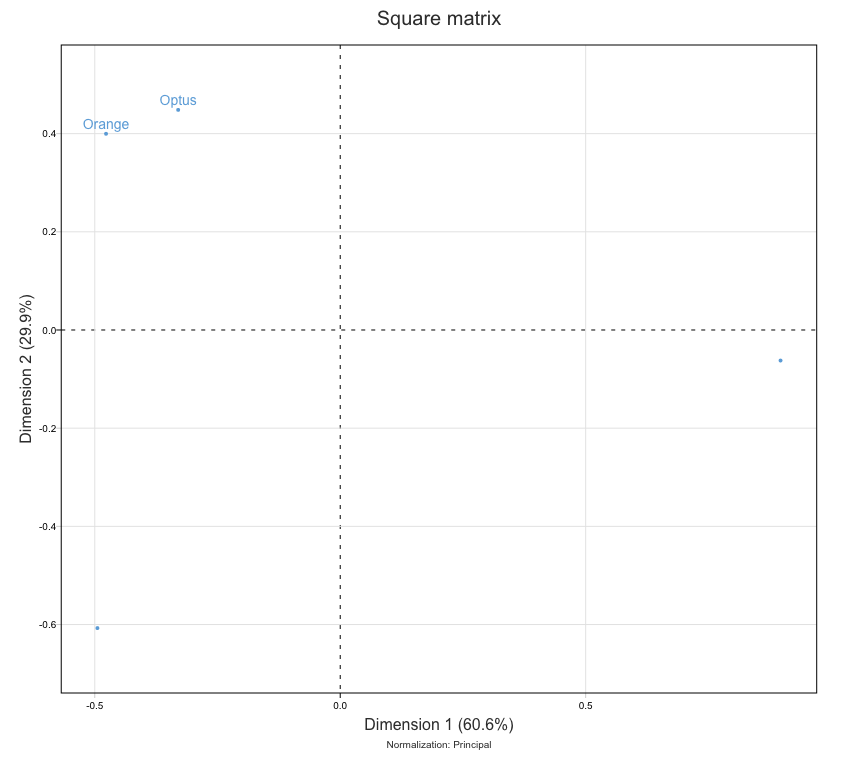 Square matrix
Optus
Orange
0.4
0.2
0.0
-0.2
-0.4
-0.6
Dimension 2 (29.9%)
-0.5
0.0
0.5
Dimension 1 (60.6%)
Normalization: Principal